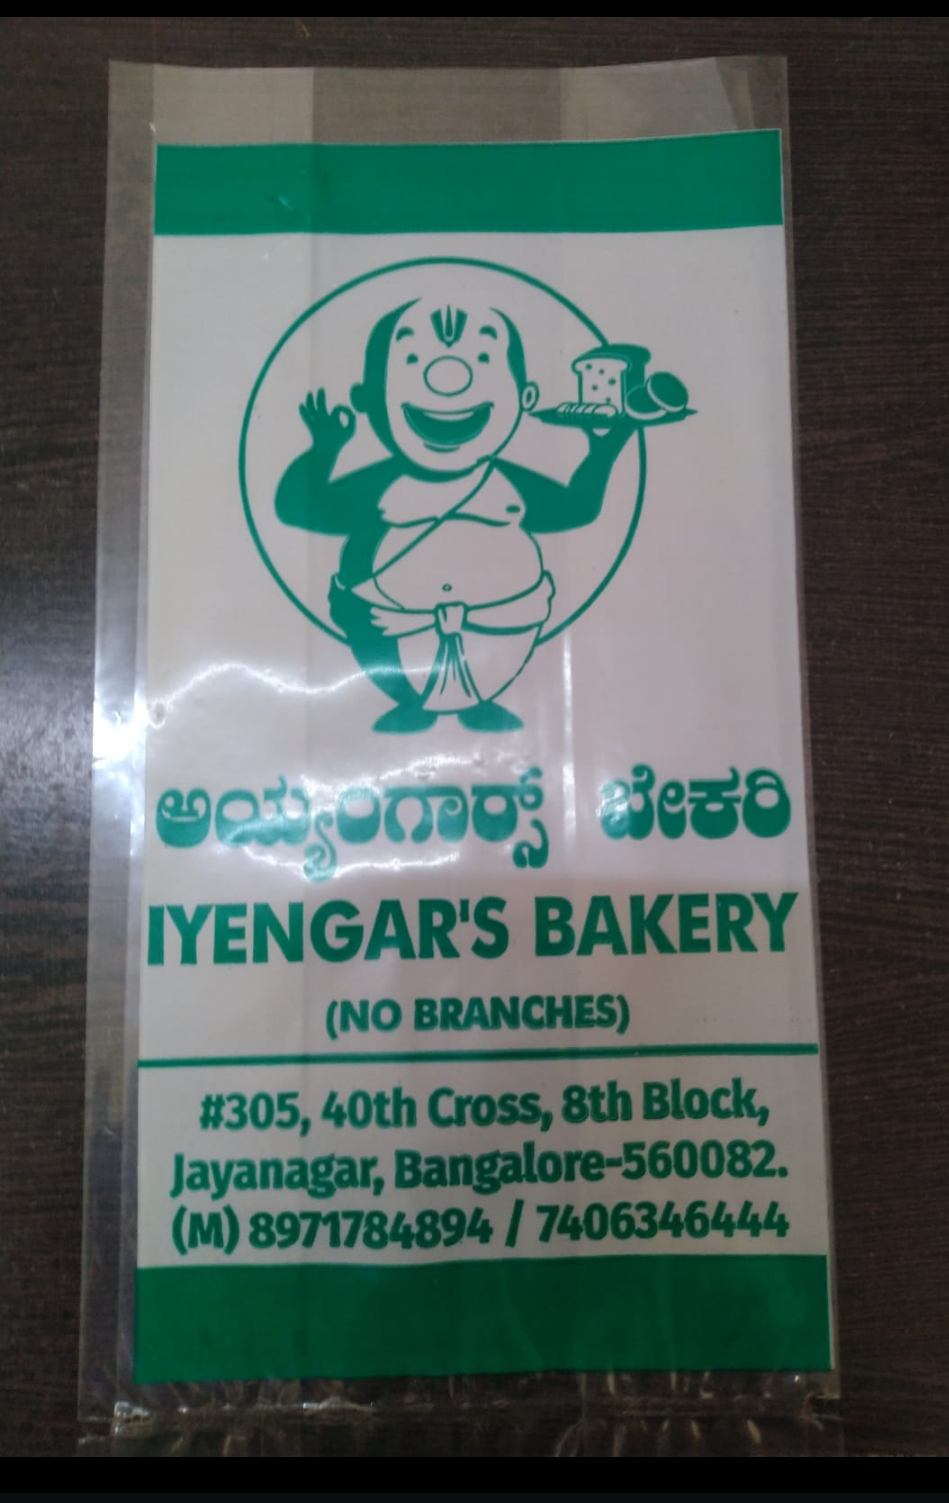 ಅಯ್ಯಂಗಾರ್‍ಸ್ ಬೇಕರಿ
IYENGAR'S BAKERY
(NO BRANCHES)
#305, 40th Cross, 8th Block,
Jayanagar, Bangalore-560082.
(M) 8971784894 / 7406346444